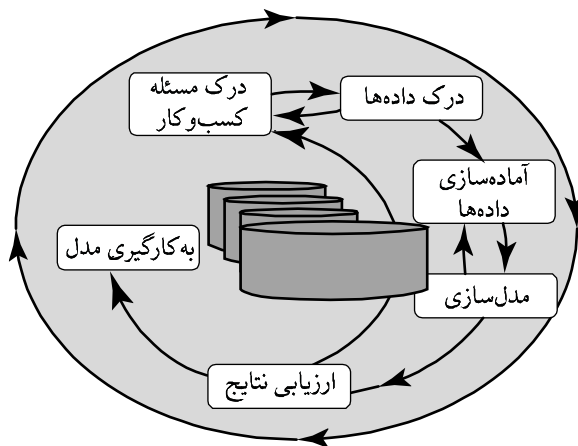 درک مسئله
کسب‌وکار
درک داده‌ها
آماده‌سازی
داده‌ها
به‌کارگیری مدل
مدل‌سازی
ارزیابی نتایج